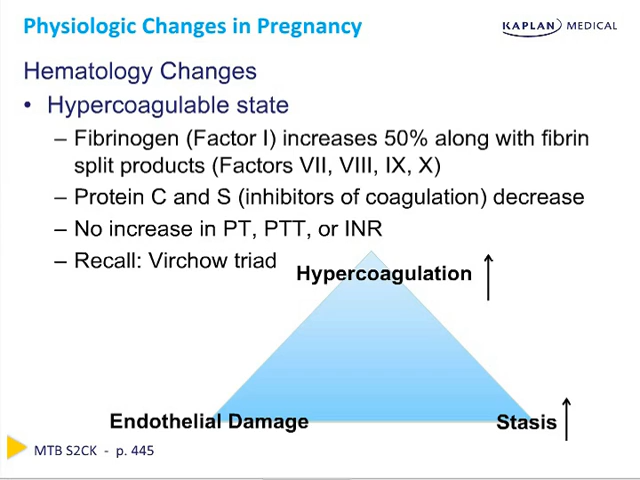 Physiologic Changes in Pregnancy
KAPLAN MEDICAL
Hematology Changes
• Hypercoagulable state
– Fibrinogen (Factor I) increases 50% along with fibrin
split products (Factors VII, VIII, IX, X)
– Protein C and S (inhibitors of coagulation) decrease
– No increase in PT, PTT, or INR
– Recall: Virchow triad
Hypercoagulation
Endothelial Damage
Stasis
MTB S2CK - p. 445